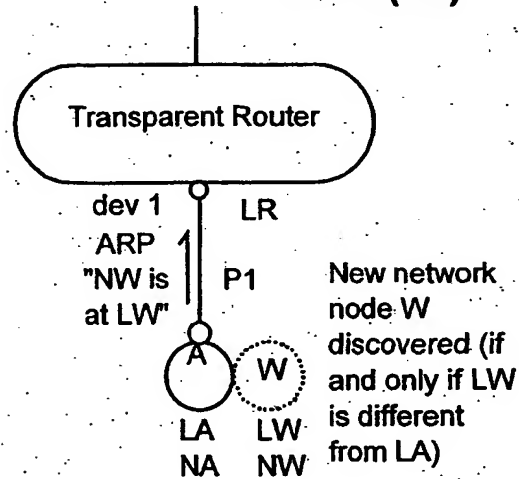 Transparent Router
dev 1 LR
ARP
"NW is
at LW"
P1
New network
node W
discovered (if
and only if LW
is different
from LA)
A W
LA LW
NA NW